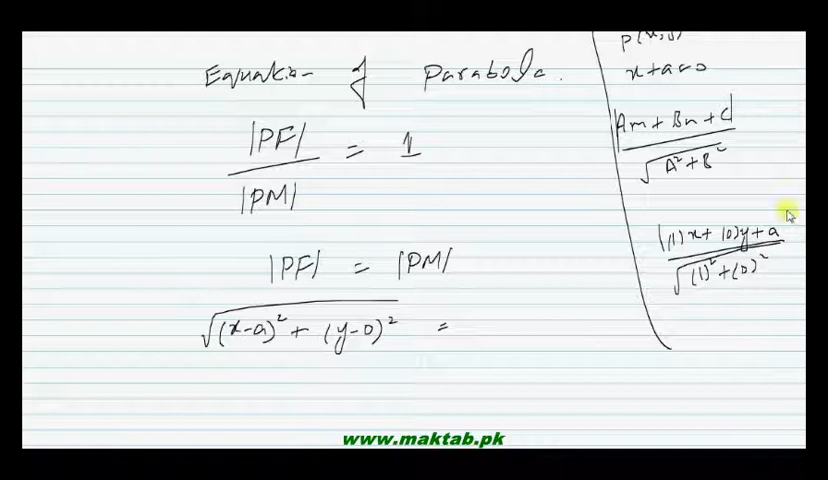 Equation of Parabola.
|PF| / |PM| = 1
|PF| = |PM|
√(x-a)² + (y-0)² =
P(x,y)
x+a=0
|Am + Bn + C| / √A² + B²
|(1)x + (0)y + a / √(1)² + (0)²
www.maktab.pk